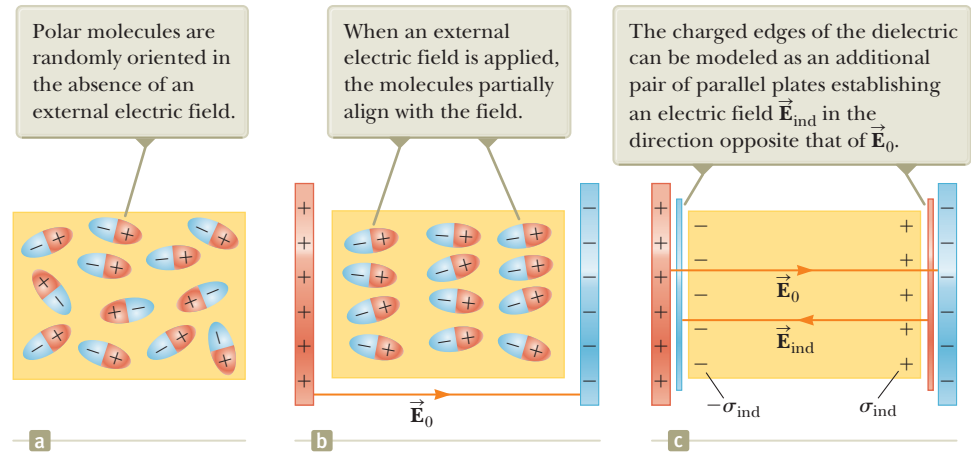 Polar molecules are
randomly oriented in
the absence of an
external electric field.
When an external
electric field is applied,
the molecules partially
align with the field.
The charged edges of the dielectric
can be modeled as an additional
pair of parallel plates establishing
an electric field E⃗ind in the
direction opposite that of E⃗0.
− + − + − +
− + − +
+ − + − + −
− + − + − + − +
+ + + + + +
− + − + − +
− + − + − +
− + − + − +
− + − + − +
− − − − − −
E⃗0
+ + + + + +
− − − − −
E⃗0
E⃗ind
+ + + + +
− − − − − −
−σind
σind
a
b
c